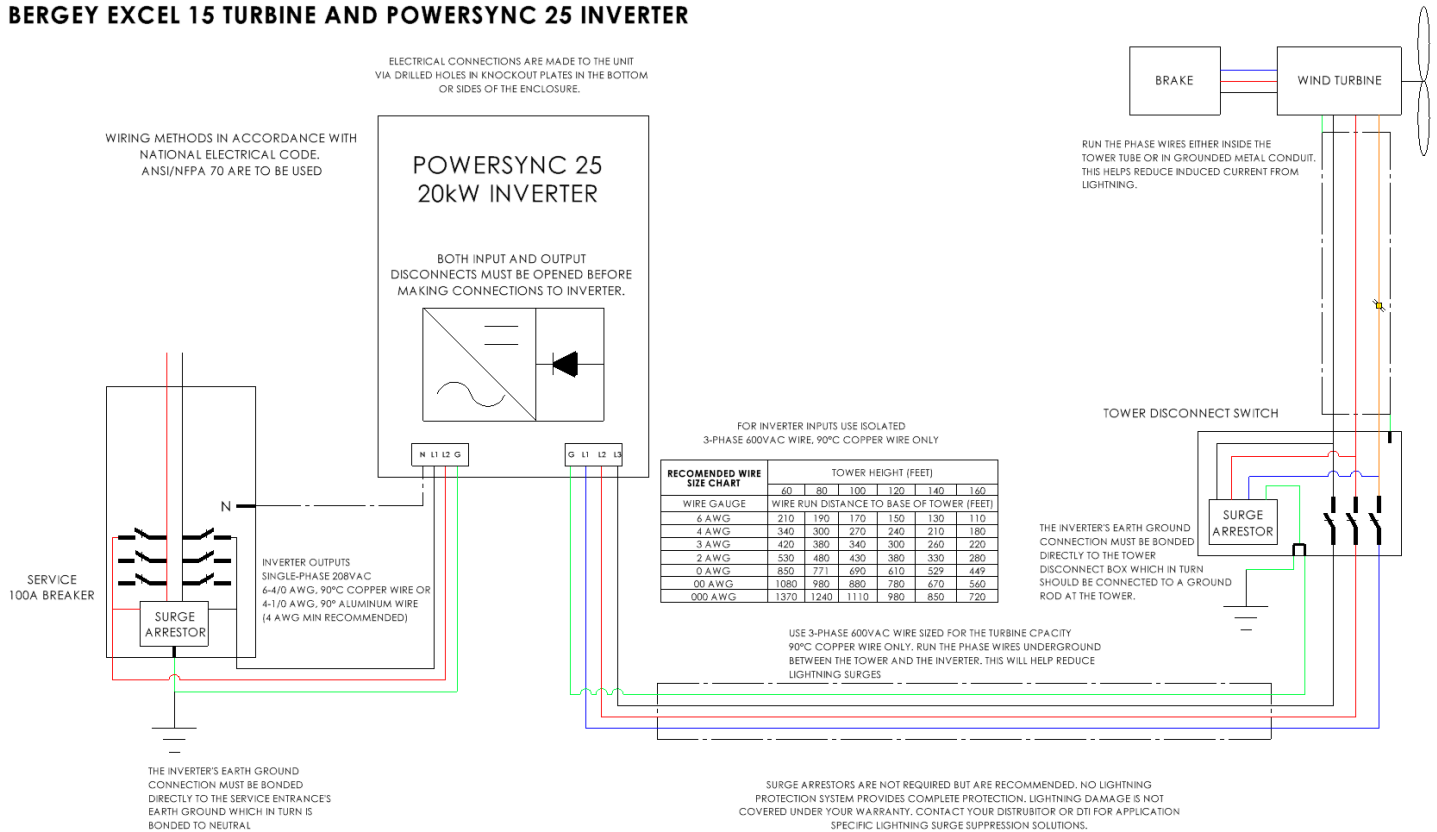 BERGEY EXCEL 15 TURBINE AND POWERSYNC 25 INVERTER
ELECTRICAL CONNECTIONS ARE MADE TO THE UNIT
VIA DRILLED HOLES IN KNOCKOUT PLATES IN THE BOTTOM
OR SIDES OF THE ENCLOSURE.
WIRING METHODS IN ACCORDANCE WITH
NATIONAL ELECTRICAL CODE.
ANSI/NFPA 70 ARE TO BE USED
POWERSYNC 25
20kW INVERTER
BOTH INPUT AND OUTPUT
DISCONNECTS MUST BE OPENED BEFORE
MAKING CONNECTIONS TO INVERTER.
N L1 L2 G
G L1 L2 L3
BRAKE
WIND TURBINE
RUN THE PHASE WIRES EITHER INSIDE THE
TOWER TUBE OR IN GROUNDED METAL CONDUIT.
THIS HELPS REDUCE INDUCED CURRENT FROM
LIGHTNING.
TOWER DISCONNECT SWITCH
SURGE
ARRESTOR
THE INVERTER'S EARTH GROUND
CONNECTION MUST BE BONDED
DIRECTLY TO THE TOWER
DISCONNECT BOX WHICH IN TURN
SHOULD BE CONNECTED TO A GROUND
ROD AT THE TOWER.
FOR INVERTER INPUTS USE ISOLATED
3-PHASE 600VAC WIRE, 90°C COPPER WIRE ONLY
RECOMENDED WIRE
SIZE CHART
TOWER HEIGHT (FEET)
60 80 100 120 140 160
WIRE GAUGE WIRE RUN DISTANCE TO BASE OF TOWER (FEET)
6 AWG 210 190 170 150 130 110
4 AWG 340 300 270 240 210 180
3 AWG 420 380 340 300 260 220
2 AWG 530 480 430 380 330 280
0 AWG 850 771 690 610 529 449
00 AWG 1080 980 880 780 670 560
000 AWG 1370 1240 1110 980 850 720
USE 3-PHASE 600VAC WIRE SIZED FOR THE TURBINE CPACITY
90°C COPPER WIRE ONLY. RUN THE PHASE WIRES UNDERGROUND
BETWEEN THE TOWER AND THE INVERTER. THIS WILL HELP REDUCE
LIGHTNING SURGES
N
SERVICE
100A BREAKER
SURGE
ARRESTOR
INVERTER OUTPUTS
SINGLE-PHASE 208VAC
6-4/0 AWG, 90°C COPPER WIRE OR
4-1/0 AWG, 90° ALUMINUM WIRE
(4 AWG MIN RECOMMENDED)
THE INVERTER'S EARTH GROUND
CONNECTION MUST BE BONDED
DIRECTLY TO THE SERVICE ENTRANCE'S
EARTH GROUND WHICH IN TURN IS
BONDED TO NEUTRAL
SURGE ARRESTORS ARE NOT REQUIRED BUT ARE RECOMMENDED. NO LIGHTNING
PROTECTION SYSTEM PROVIDES COMPLETE PROTECTION. LIGHTNING DAMAGE IS NOT
COVERED UNDER YOUR WARRANTY. CONTACT YOUR DISTRUBITOR OR DTI FOR APPLICATION
SPECIFIC LIGHTNING SURGE SUPPRESSION SOLUTIONS.